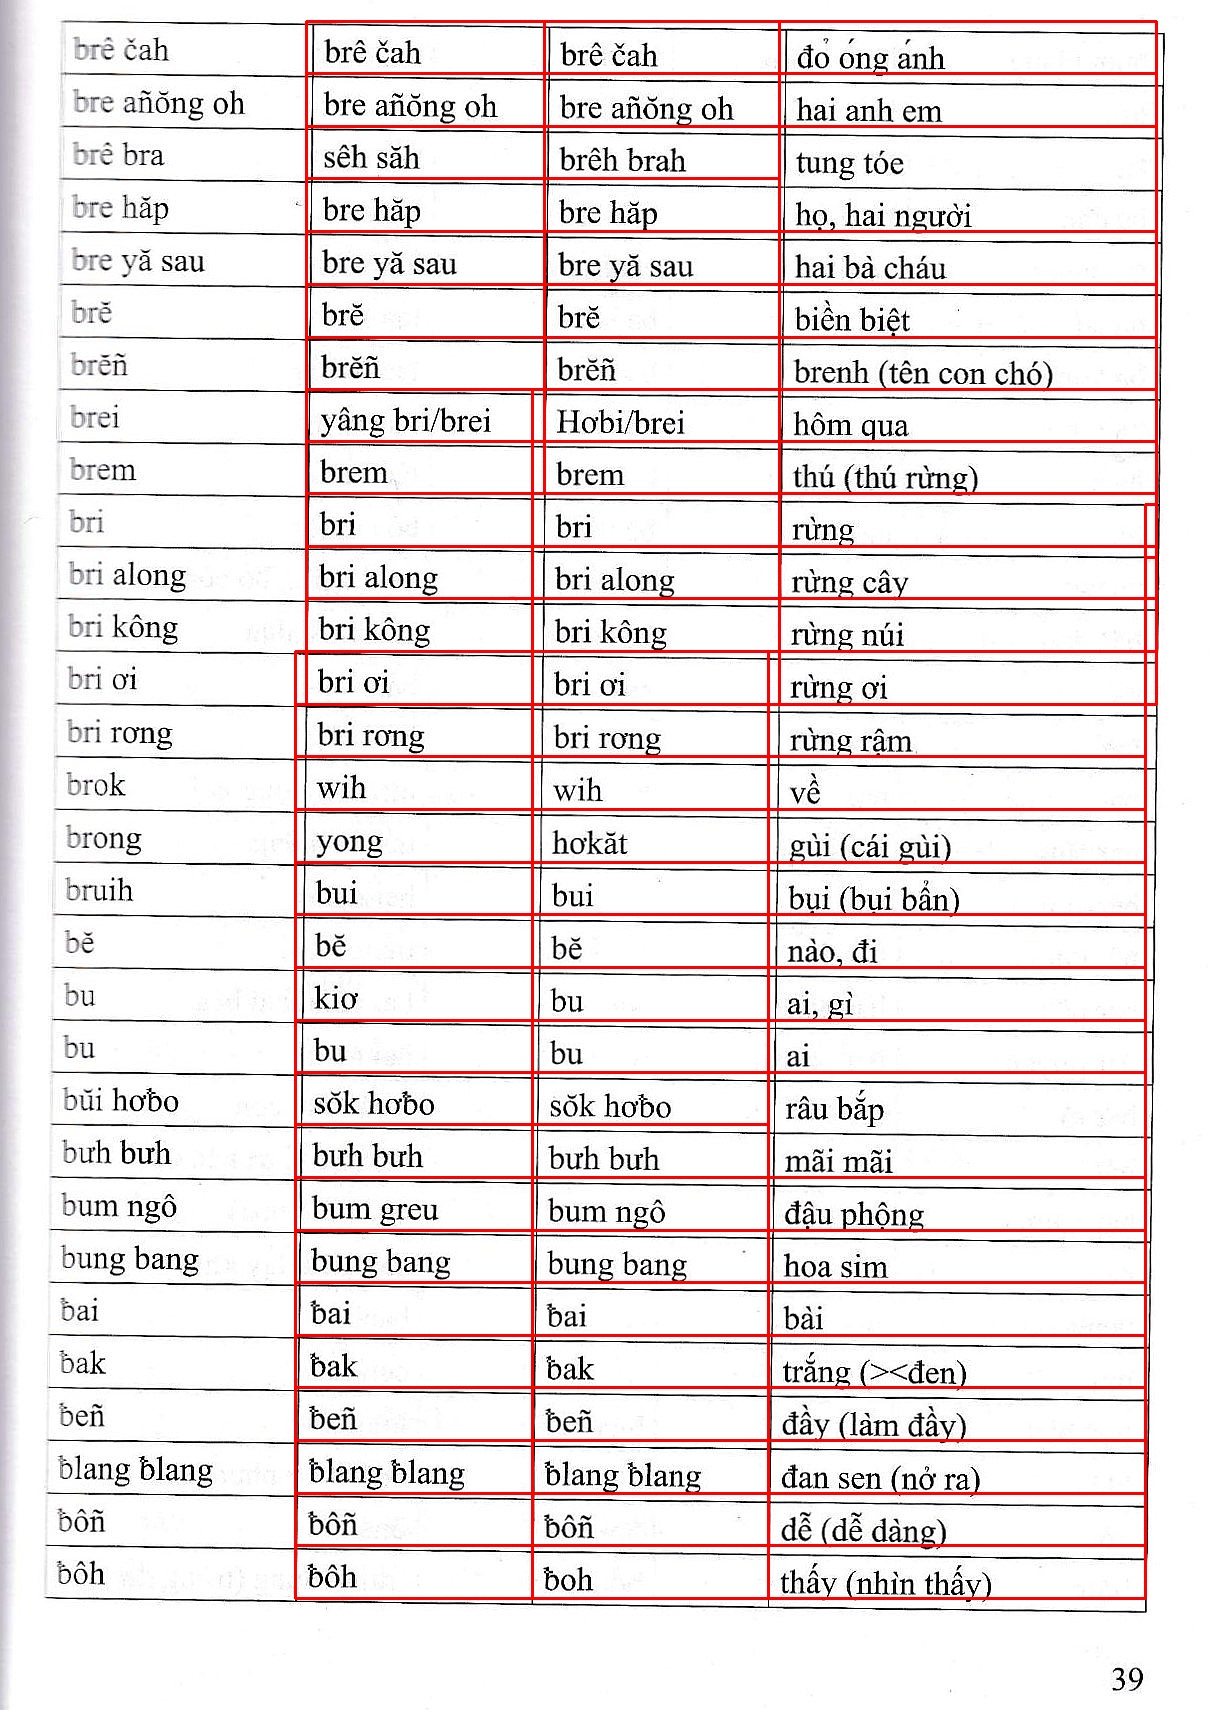 brê čah brê čah brê čah đỏ óng ánh
bre añŏng oh bre añŏng oh bre añŏng oh hai anh em
brê bra sêh săh brêh brah tung tóe
bre hăp bre hăp bre hăp họ, hai người
bre yă sau bre yă sau bre yă sau hai bà cháu
brĕ brĕ brĕ biền biệt
brĕñ brĕñ brĕñ brenh (tên con chó)
brei yâng bri/brei Hơbi/brei hôm qua
brem brem brem thú (thú rừng)
bri bri bri rừng
bri along bri along bri along rừng cây
bri kông bri kông bri kông rừng núi
bri ơi bri ơi bri ơi rừng ơi
bri rơng bri rơng bri rơng rừng rậm
brok wih wih về
brong yong hơkăt gùi (cái gùi)
bruih bui bui bụi (bụi bẩn)
bĕ bĕ bĕ nào, đi
bu kiơ bu ai, gì
bu bu bu ai
bŭi hơƀo sŏk hơƀo sŏk hơƀo râu bắp
bưh bưh bưh bưh bưh bưh mãi mãi
bum ngô bum greu bum ngô đậu phộng
bung bang bung bang bung bang hoa sim
ƀai ƀai ƀai bài
ƀak ƀak ƀak trắng (><đen)
ƀeñ ƀeñ ƀeñ đầy (làm đầy)
ƀlang ƀlang ƀlang ƀlang ƀlang ƀlang đan sen (nở ra)
ƀôñ ƀôñ ƀôñ dễ (dễ dàng)
ƀôh ƀôh ƀoh thấy (nhìn thấy)
39